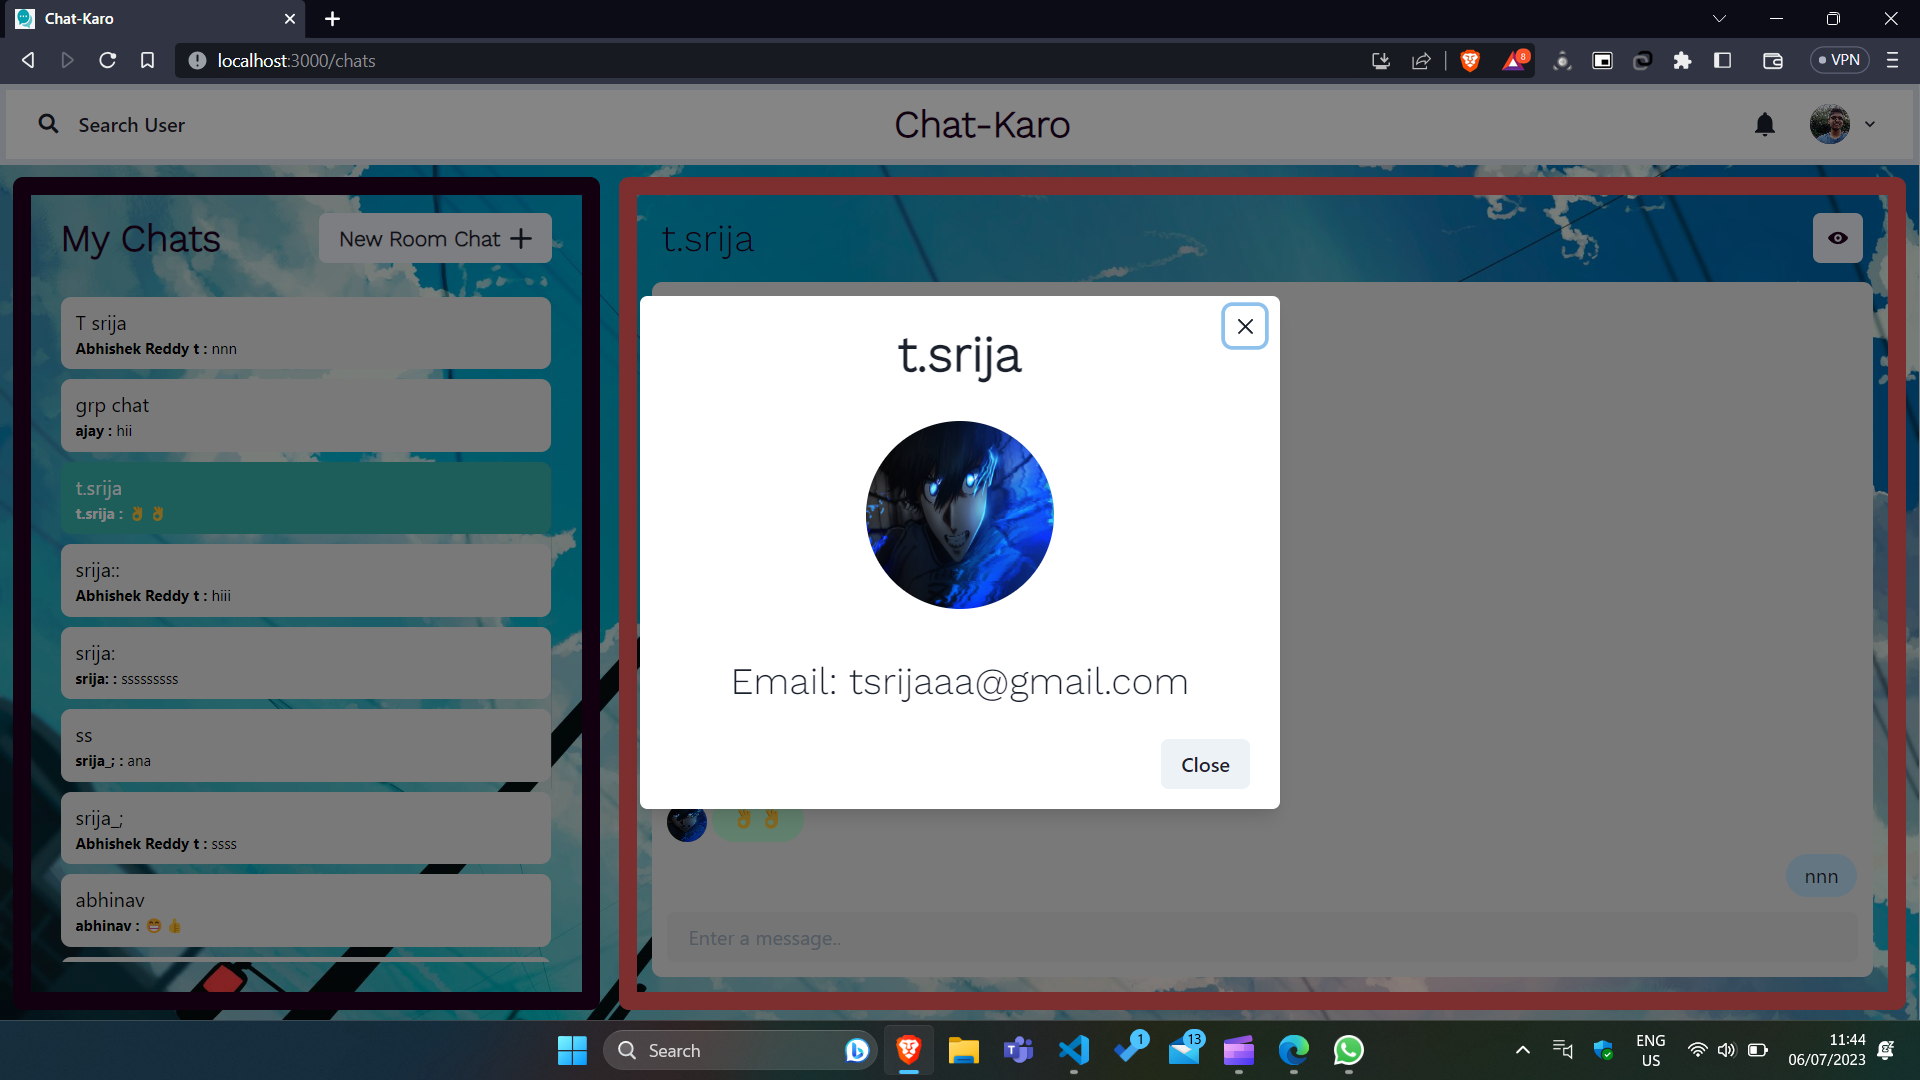 Chat-Karo
localhost:3000/chats
8
VPN
Search User
Chat-Karo
My Chats
New Room Chat
T srija
Abhishek Reddy t : nnn
grp chat
ajay : hii
t.srija
t.srija : 👌 👌
srija::
Abhishek Reddy t : hiii
srija:
srija: : sssssssss
ss
srija_; : ana
srija_;
Abhishek Reddy t : ssss
abhinav
abhinav : 😁 👍
t.srija
t.srija
Email: tsrijaaa@gmail.com
Close
👌 👌
nnn
Enter a message..
Search
1
13
ENG
US
11:44
06/07/2023